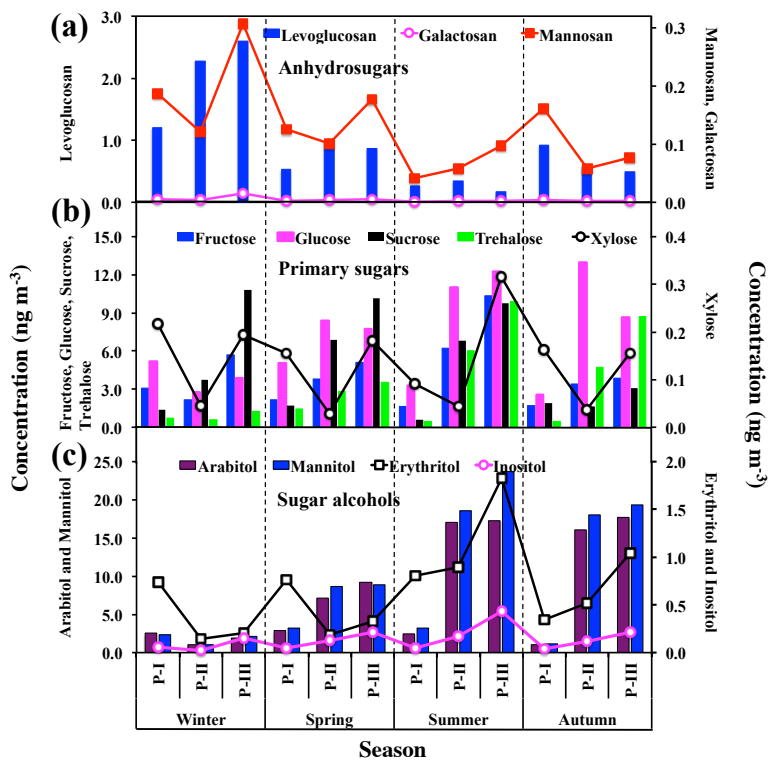 (a)
Levoglucosan Galactosan Mannosan
Anhydrosugars
3.0
2.0
1.0
0.0
Levoglucosan
0.3
0.2
0.1
0.0
Mannosan, Galactosan
(b)
Fructose Glucose Sucrose Trehalose Xylose
Primary sugars
15.0
12.0
9.0
6.0
3.0
0.0
Fructose, Glucose, Sucrose,
Trehalose
0.4
0.3
0.2
0.1
0.0
Xylose
Concentration (ng m-3)
Concentration (ng m-3)
(c)
Arabitol Mannitol Erythritol Inositol
Sugar alcohols
25.0
20.0
15.0
10.0
5.0
0.0
Arabitol and Mannitol
2.0
1.5
1.0
0.5
0.0
Erythritol and Inositol
P-I P-II P-III P-I P-II P-III P-I P-II P-III P-I P-II P-III
Winter Spring Summer Autumn
Season